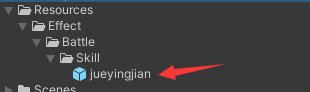 Resources
Effect
Battle
Skill
jueyingjian
Scenes